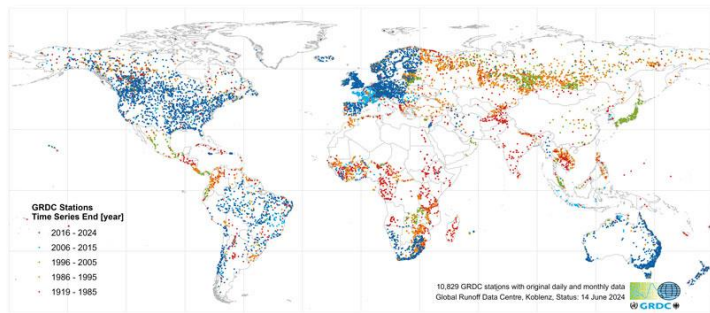 GRDC Stations
Time Series End [year]
2016 - 2024
2006 - 2015
1996 - 2005
1986 - 1995
1919 - 1985
10,829 GRDC stations with original daily and monthly data
Global Runoff Data Centre, Koblenz, Status: 14 June 2024
GRDC